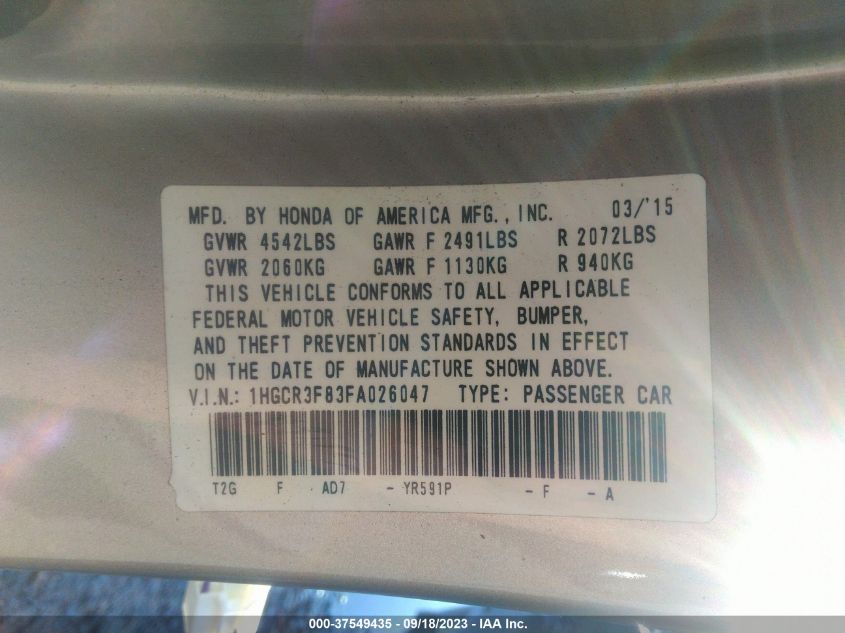 MFD. BY HONDA OF AMERICA MFG., INC. 03/'15
GVWR 4542LBS GAWR F 2491LBS R 2072LBS
GVWR 2060KG GAWR F 1130KG R 940KG
THIS VEHICLE CONFORMS TO ALL APPLICABLE
FEDERAL MOTOR VEHICLE SAFETY, BUMPER,
AND THEFT PREVENTION STANDARDS IN EFFECT
ON THE DATE OF MANUFACTURE SHOWN ABOVE.
V.I.N.: 1HGCR3F83FA026047 TYPE: PASSENGER CAR
T2G F AD7 - YR591P - F - A
000-37549435 - 09/18/2023 - IAA Inc.